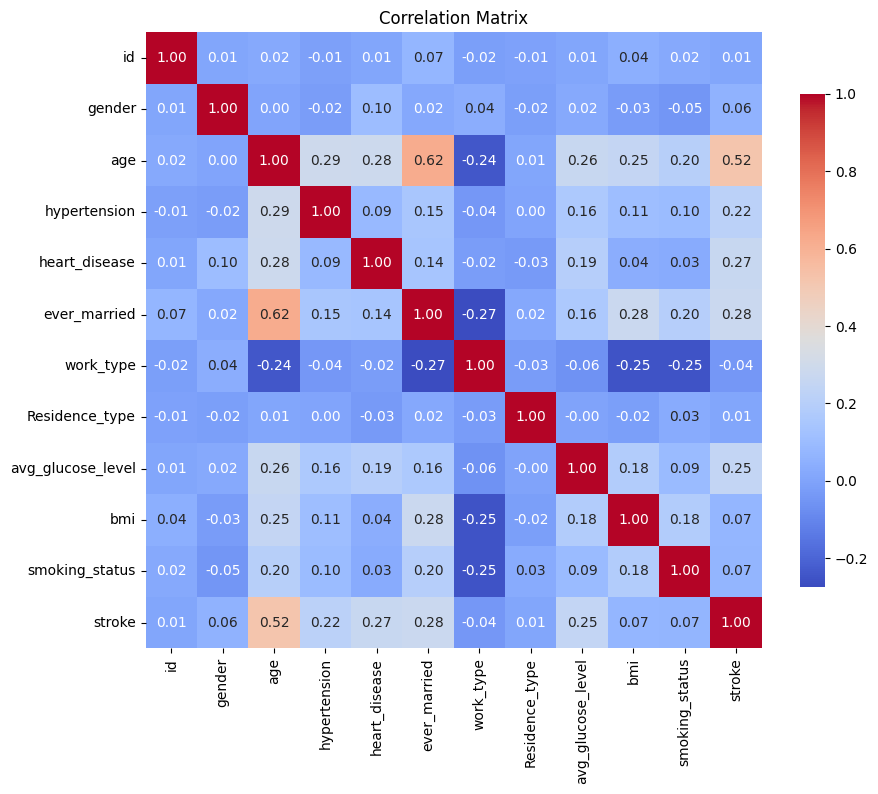 Correlation Matrix
id 1.00 0.01 0.02 -0.01 0.01 0.07 -0.02 -0.01 0.01 0.04 0.02 0.01
gender 0.01 1.00 0.00 -0.02 0.10 0.02 0.04 -0.02 0.02 -0.03 -0.05 0.06
age 0.02 0.00 1.00 0.29 0.28 0.62 -0.24 0.01 0.26 0.25 0.20 0.52
hypertension -0.01 -0.02 0.29 1.00 0.09 0.15 -0.04 0.00 0.16 0.11 0.10 0.22
heart_disease 0.01 0.10 0.28 0.09 1.00 0.14 -0.02 -0.03 0.19 0.04 0.03 0.27
ever_married 0.07 0.02 0.62 0.15 0.14 1.00 -0.27 0.02 0.16 0.28 0.20 0.28
work_type -0.02 0.04 -0.24 -0.04 -0.02 -0.27 1.00 -0.03 -0.06 -0.25 -0.25 -0.04
Residence_type -0.01 -0.02 0.01 0.00 -0.03 0.02 -0.03 1.00 -0.00 -0.02 0.03 0.01
avg_glucose_level 0.01 0.02 0.26 0.16 0.19 0.16 -0.06 -0.00 1.00 0.18 0.09 0.25
bmi 0.04 -0.03 0.25 0.11 0.04 0.28 -0.25 -0.02 0.18 1.00 0.18 0.07
smoking_status 0.02 -0.05 0.20 0.10 0.03 0.20 -0.25 0.03 0.09 0.18 1.00 0.07
stroke 0.01 0.06 0.52 0.22 0.27 0.28 -0.04 0.01 0.25 0.07 0.07 1.00
id
gender
age
hypertension
heart_disease
ever_married
work_type
Residence_type
avg_glucose_level
bmi
smoking_status
stroke
1.0
0.8
0.6
0.4
0.2
0.0
−0.2